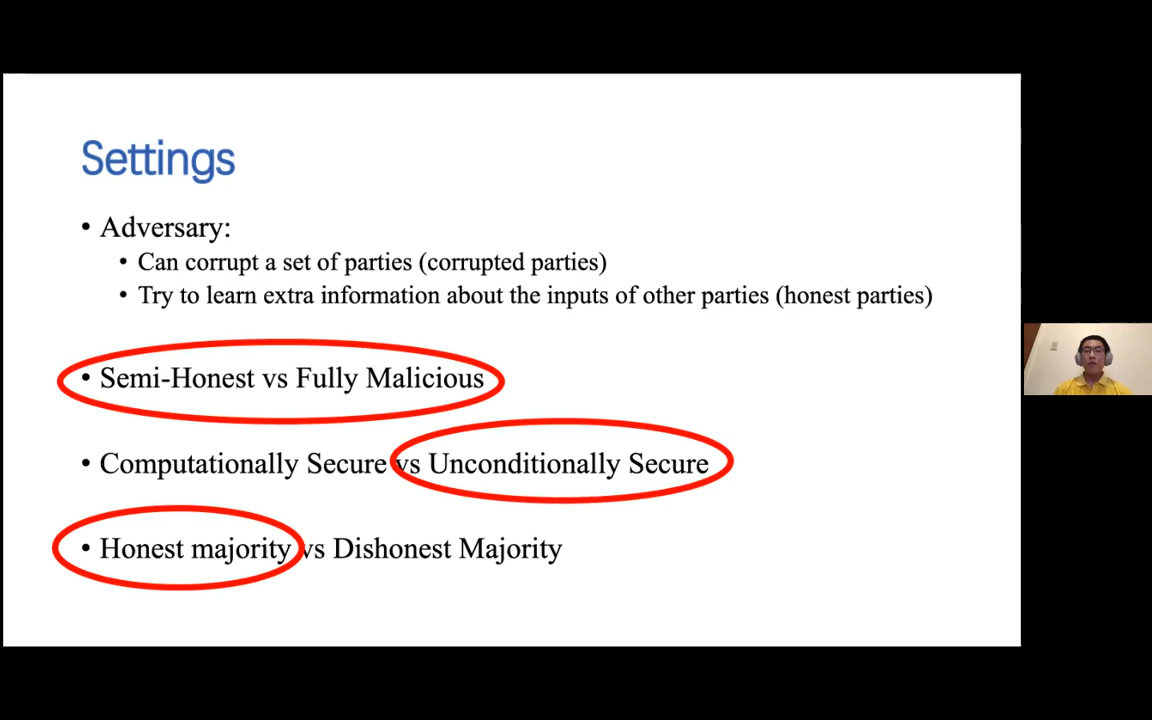 Settings
• Adversary:
• Can corrupt a set of parties (corrupted parties)
• Try to learn extra information about the inputs of other parties (honest parties)
• Semi-Honest vs Fully Malicious
• Computationally Secure vs Unconditionally Secure
• Honest majority vs Dishonest Majority